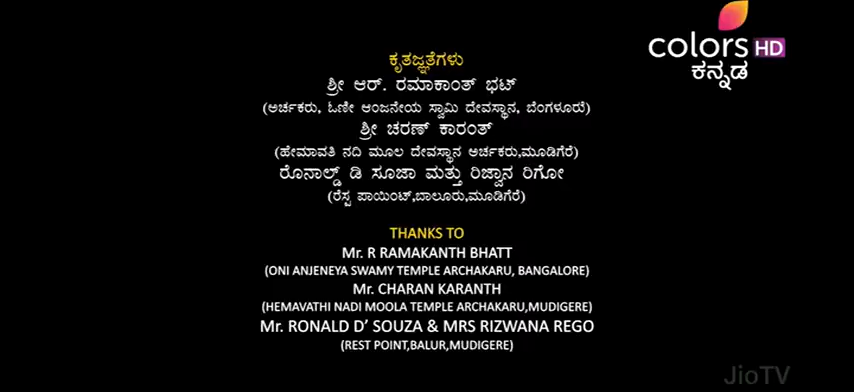 colors HD
ಕನ್ನಡ
ಕೃತಜ್ಞತೆಗಳು
ಶ್ರೀ ಆರ್. ರಮಾಕಾಂತ್ ಭಟ್
(ಅರ್ಚಕರು, ಓಣೀ ಆಂಜನೇಯ ಸ್ವಾಮಿ ದೇವಸ್ಥಾನ, ಬೆಂಗಳೂರು)
ಶ್ರೀ ಚರಣ್ ಕಾರಂತ್
(ಹೇಮಾವತಿ ನದಿ ಮೂಲ ದೇವಸ್ಥಾನ ಅರ್ಚಕರು,ಮೂಡಿಗೆರೆ)
ರೊನಾಲ್ಡ್ ಡಿ ಸೂಜಾ ಮತ್ತು ರಿಜ್ವಾನ ರಿಗೋ
(ರೆಸ್ಟ ಪಾಯಿಂಟ್,ಬಾಲೂರು,ಮೂಡಿಗೆರೆ)
THANKS TO
Mr. R RAMAKANTH BHATT
(ONI ANJENEYA SWAMY TEMPLE ARCHAKARU, BANGALORE)
Mr. CHARAN KARANTH
(HEMAVATHI NADI MOOLA TEMPLE ARCHAKARU,MUDIGERE)
Mr. RONALD D’ SOUZA & MRS RIZWANA REGO
(REST POINT,BALUR,MUDIGERE)
JioTV